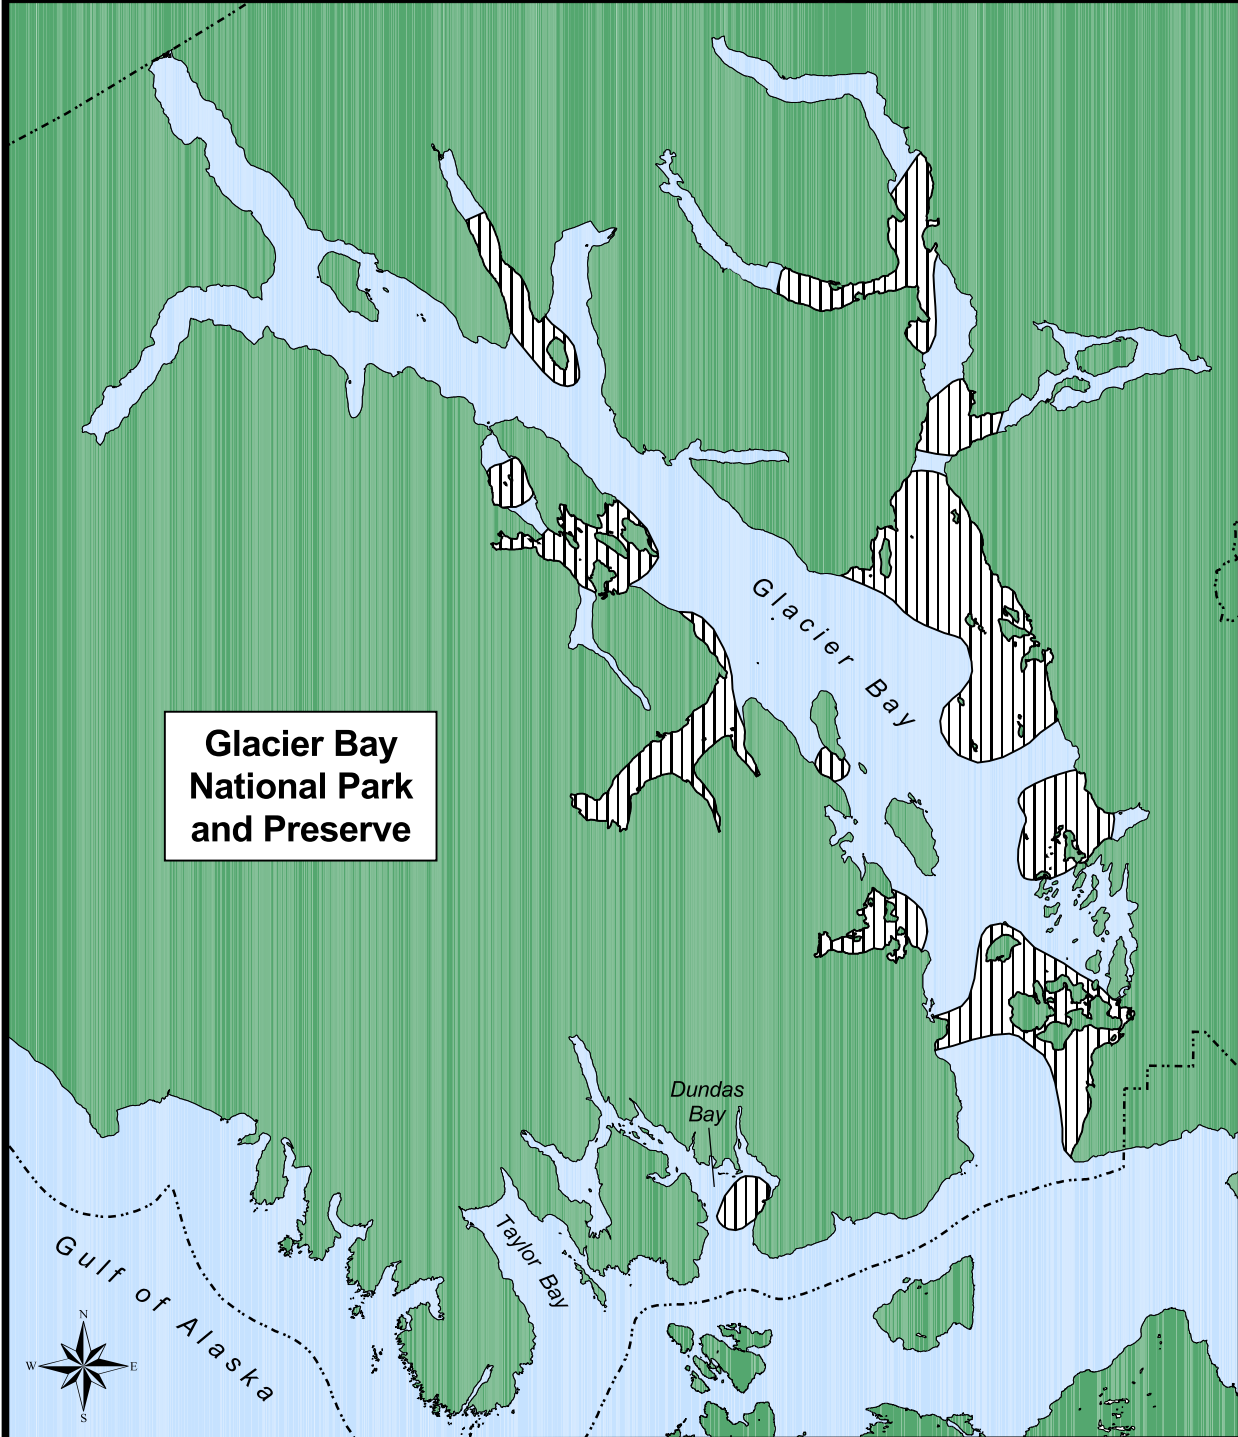 Glacier Bay
Glacier Bay
National Park
and Preserve
Dundas
Bay
Taylor Bay
Gulf of Alaska
N
W
E
S